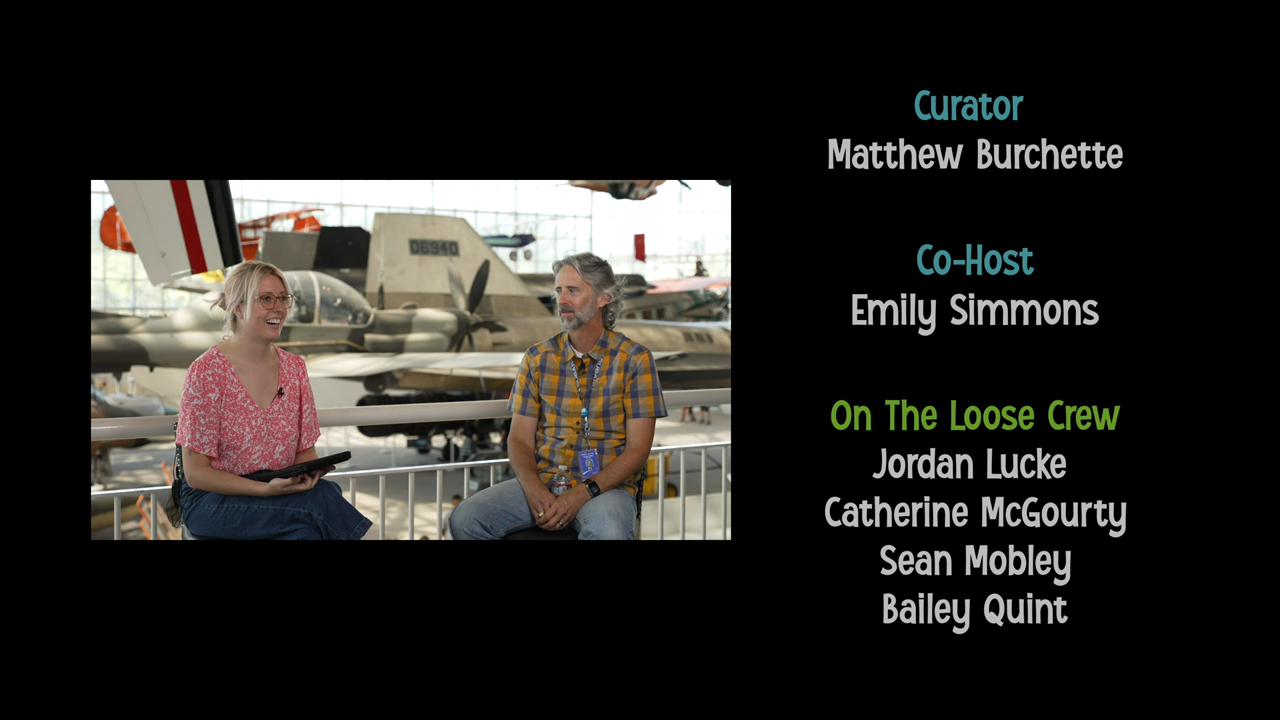 06940
Curator
Matthew Burchette
Co-Host
Emily Simmons
On The Loose Crew
Jordan Lucke
Catherine McGourty
Sean Mobley
Bailey Quint